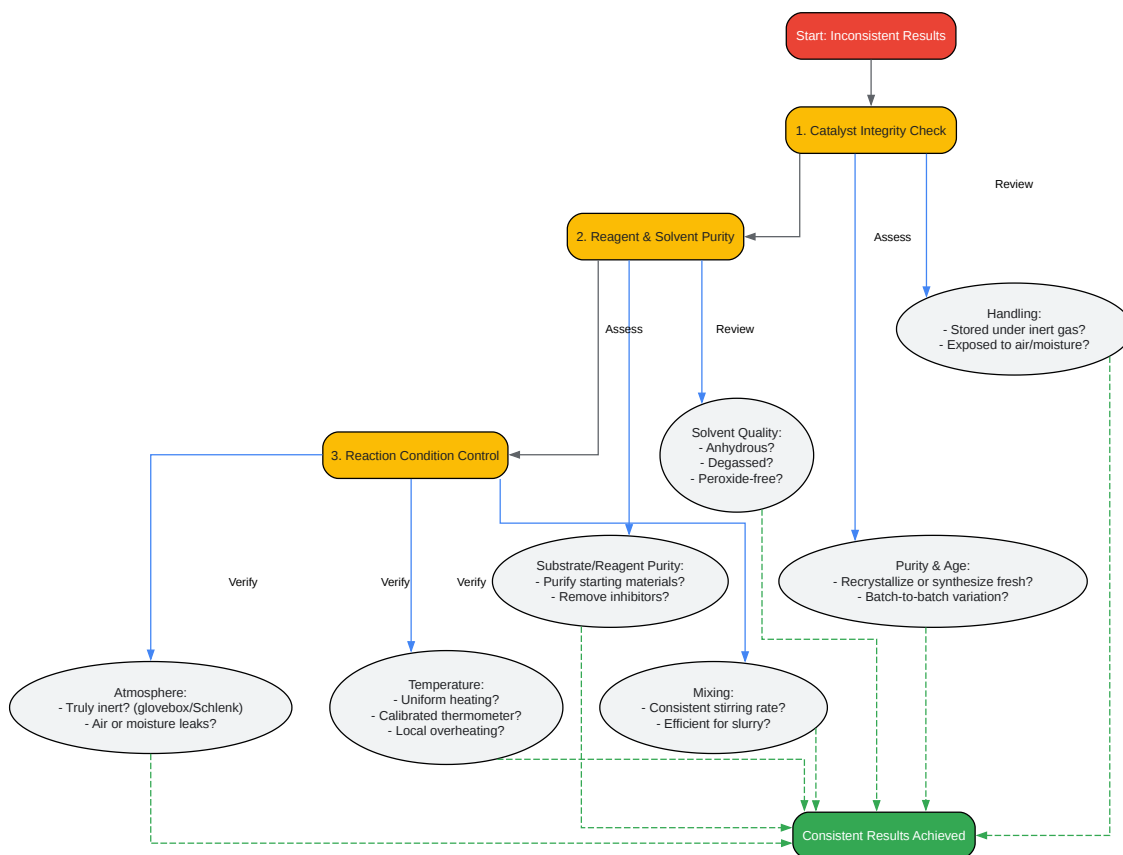 Start: Inconsistent Results
1. Catalyst Integrity Check
Review
2. Reagent & Solvent Purity
Assess
Handling:
- Stored under inert gas?
- Exposed to air/moisture?
Assess
Review
Solvent Quality:
- Anhydrous?
- Degassed?
- Peroxide-free?
3. Reaction Condition Control
Substrate/Reagent Purity:
- Purify starting materials?
- Remove inhibitors?
Purity & Age:
- Recrystallize or synthesize fresh?
- Batch-to-batch variation?
Verify
Verify
Verify
Atmosphere:
- Truly inert? (glovebox/Schlenk)
- Air or moisture leaks?
Temperature:
- Uniform heating?
- Calibrated thermometer?
- Local overheating?
Mixing:
- Consistent stirring rate?
- Efficient for slurry?
Consistent Results Achieved